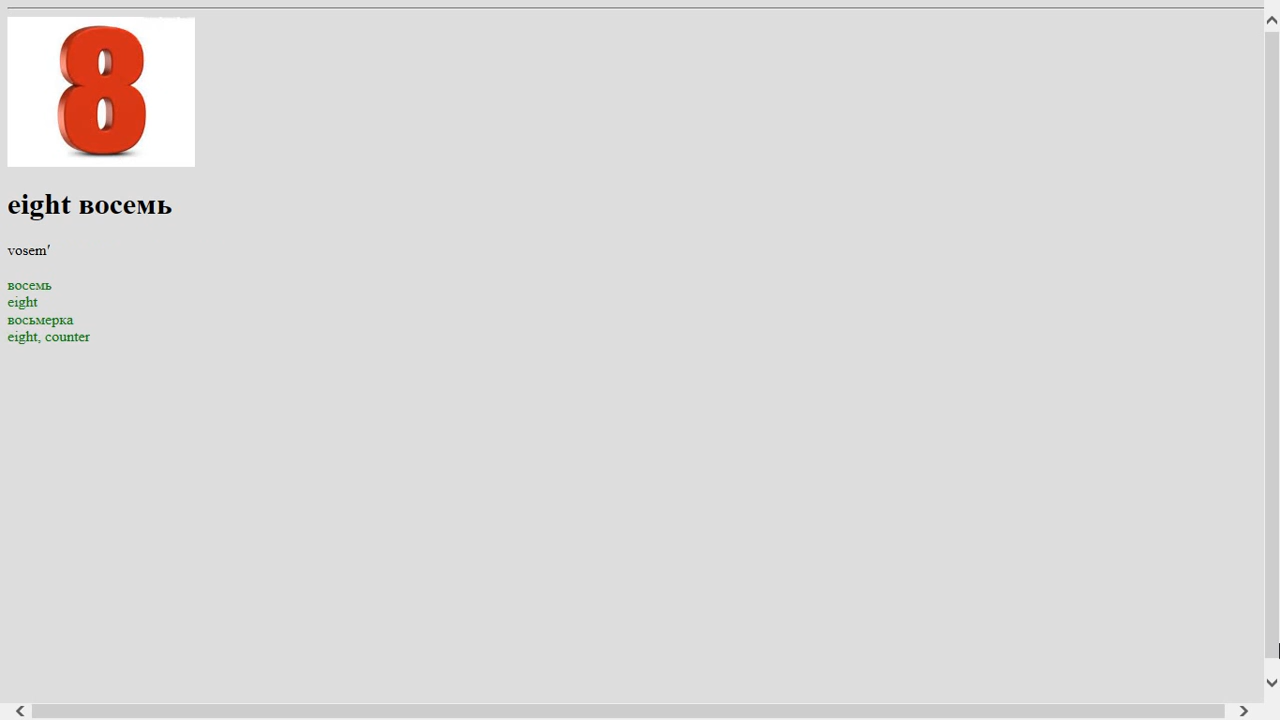 8
eight восемь
vosem′
восемь
eight
восьмерка
eight, counter